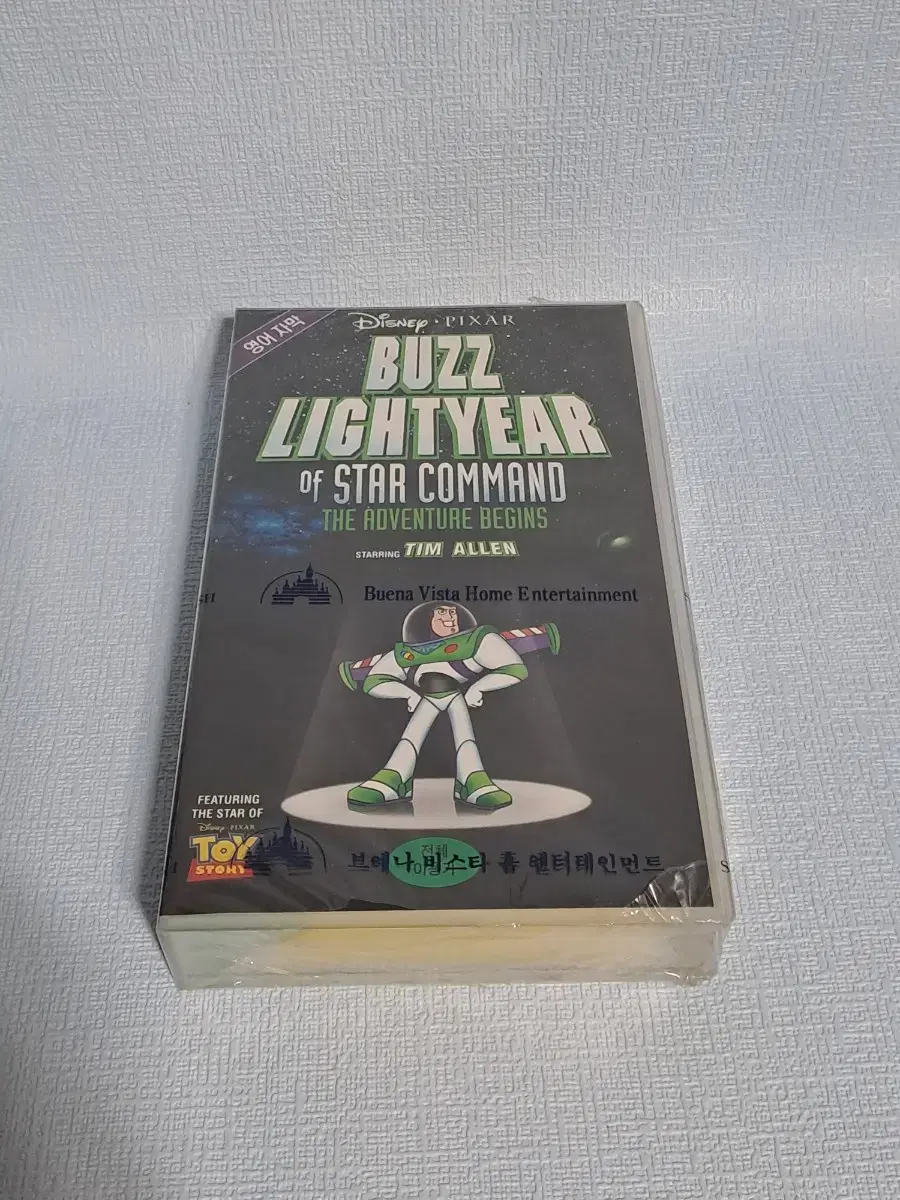 영어 자막
Disney · PIXAR
BUZZ
LIGHTYEAR
OF STAR COMMAND
THE ADVENTURE BEGINS
STARRING TIM ALLEN
Buena Vista Home Entertainment
FEATURING
THE STAR OF
Disney · PIXAR
TOY
STORY
전체
브에나 비스타 홈 엔터테인먼트